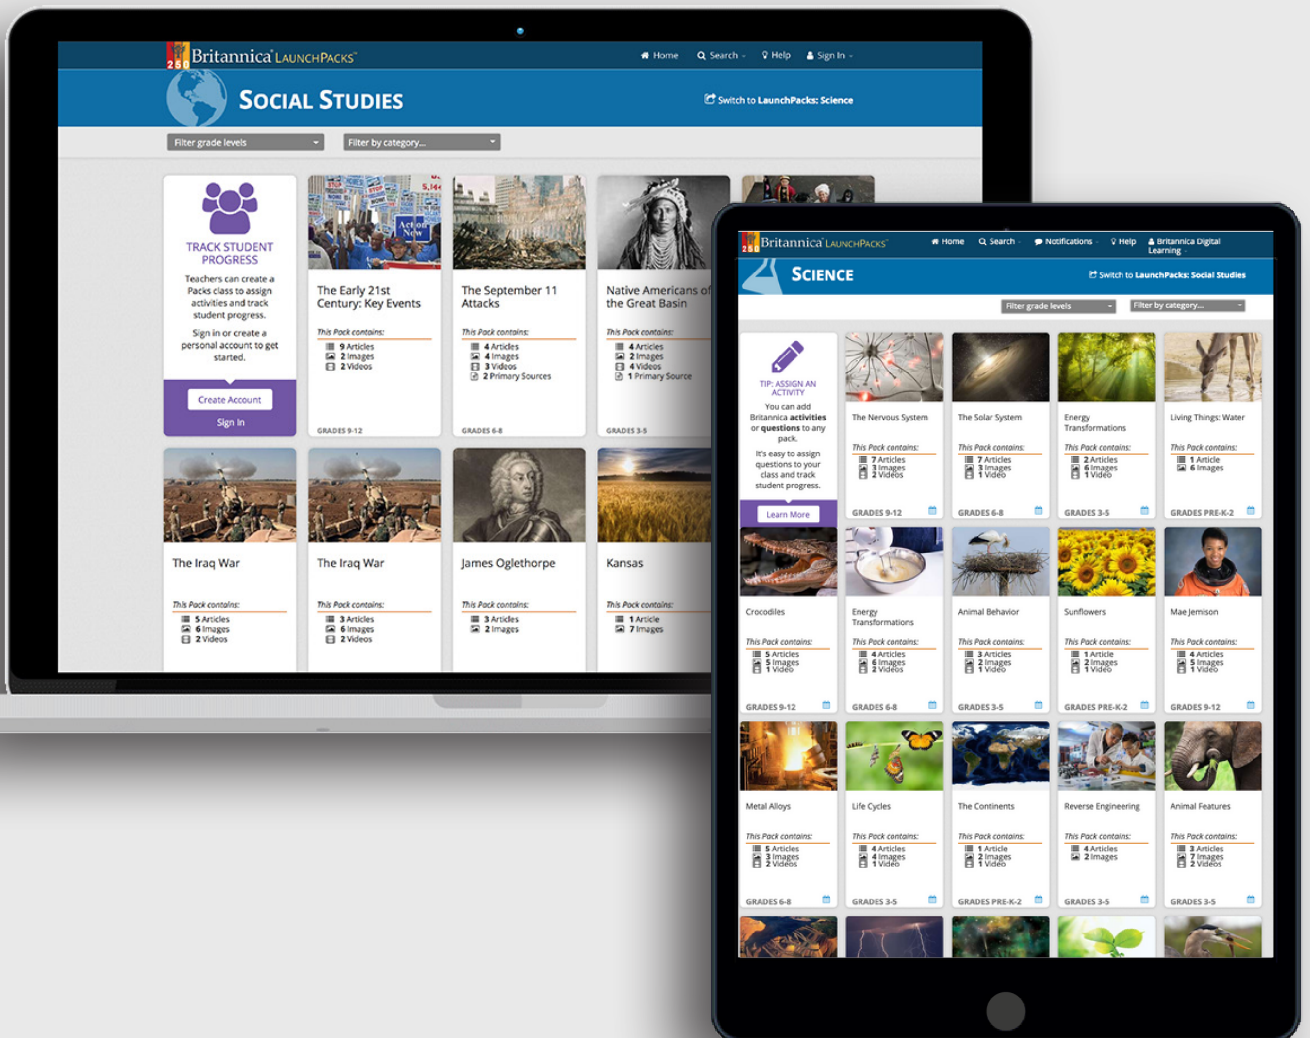 250 Britannica® LAUNCHPACKS™
Home Search Help Sign In
SOCIAL STUDIES
Switch to LaunchPacks: Science
Filter grade levels Filter by category...
TRACK STUDENT
PROGRESS
Teachers can create a
Packs class to assign
activities and track
student progress.
Sign in or create a
personal account to get
started.
Create Account
Sign In
STOP
NOW!
STOP
NOW!
5,14
Action
Now
The Early 21st
Century: Key Events
This Pack contains:
9 Articles
2 Images
2 Videos
GRADES 9-12
The September 11
Attacks
This Pack contains:
4 Articles
4 Images
3 Videos
2 Primary Sources
GRADES 6-8
Native Americans of
the Great Basin
This Pack contains:
4 Articles
2 Images
4 Videos
1 Primary Source
GRADES 3-5
The Iraq War
This Pack contains:
5 Articles
6 Images
2 Videos
The Iraq War
This Pack contains:
3 Articles
6 Images
2 Videos
James Oglethorpe
This Pack contains:
3 Articles
2 Images
Kansas
This Pack contains:
1 Article
7 Images
250 Britannica® LAUNCHPACKS™
Home Search Notifications Help Britannica Digital
Learning
SCIENCE
Switch to LaunchPacks: Social Studies
Filter grade levels Filter by category...
TIP: ASSIGN AN
ACTIVITY
You can add
Britannica activities
or questions to any
pack.
It's easy to assign
questions to your
class and track
student progress.
Learn More
The Nervous System
This Pack contains:
7 Articles
3 Images
2 Videos
GRADES 9-12
The Solar System
This Pack contains:
7 Articles
3 Images
1 Video
GRADES 6-8
Energy
Transformations
This Pack contains:
2 Articles
6 Images
1 Video
GRADES 3-5
Living Things: Water
This Pack contains:
1 Article
6 Images
GRADES PRE-K-2
Crocodiles
This Pack contains:
5 Articles
5 Images
1 Video
GRADES 9-12
Energy
Transformations
This Pack contains:
4 Articles
6 Images
2 Videos
GRADES 6-8
Animal Behavior
This Pack contains:
3 Articles
2 Images
1 Video
GRADES 3-5
Sunflowers
This Pack contains:
1 Article
2 Images
1 Video
GRADES PRE-K-2
Mae Jemison
This Pack contains:
4 Articles
5 Images
1 Video
GRADES 9-12
Metal Alloys
This Pack contains:
5 Articles
3 Images
2 Videos
GRADES 6-8
Life Cycles
This Pack contains:
4 Articles
4 Images
1 Video
GRADES 3-5
The Continents
This Pack contains:
1 Article
2 Images
1 Video
GRADES PRE-K-2
Reverse Engineering
This Pack contains:
4 Articles
2 Images
GRADES 3-5
Animal Features
This Pack contains:
3 Articles
7 Images
2 Videos
GRADES 3-5